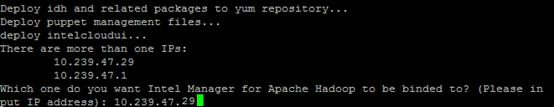 Deploy idh and related packages to yum repository...
Deploy puppet management files...
deploy intelcloudui...
There are more than one IPs:
10.239.47.29
10.239.47.1
Which one do you want Intel Manager for Apache Hadoop to be binded to? (Please in
put IP address): 10.239.47.29